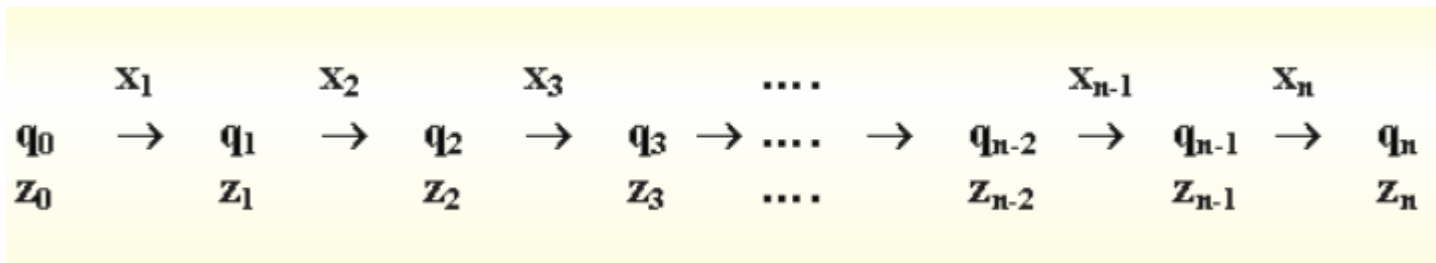 x₁ x₂ x₃ .... xₙ₋₁ xₙ
q₀ → q₁ → q₂ → q₃ → .... → qₙ₋₂ → qₙ₋₁ → qₙ
z₀ z₁ z₂ z₃ .... zₙ₋₂ zₙ₋₁ zₙ